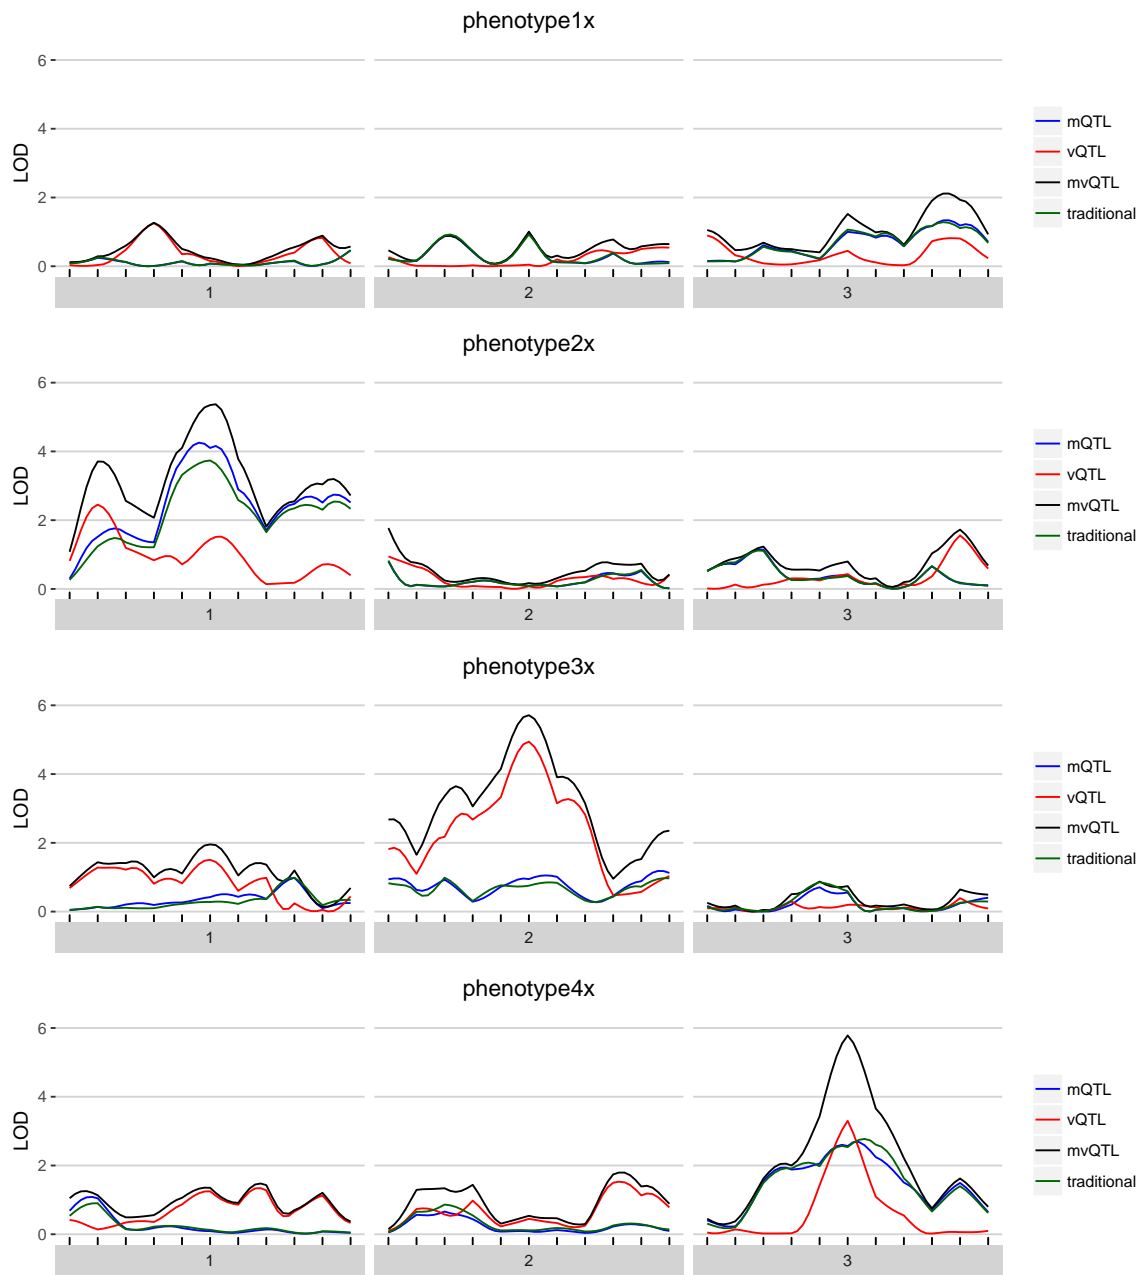 phenotype1x
6
4
2
0
LOD
1
2
3
mQTL
vQTL
mvQTL
traditional
phenotype2x
6
4
2
0
LOD
1
2
3
mQTL
vQTL
mvQTL
traditional
phenotype3x
6
4
2
0
LOD
1
2
3
mQTL
vQTL
mvQTL
traditional
phenotype4x
6
4
2
0
LOD
1
2
3
mQTL
vQTL
mvQTL
traditional